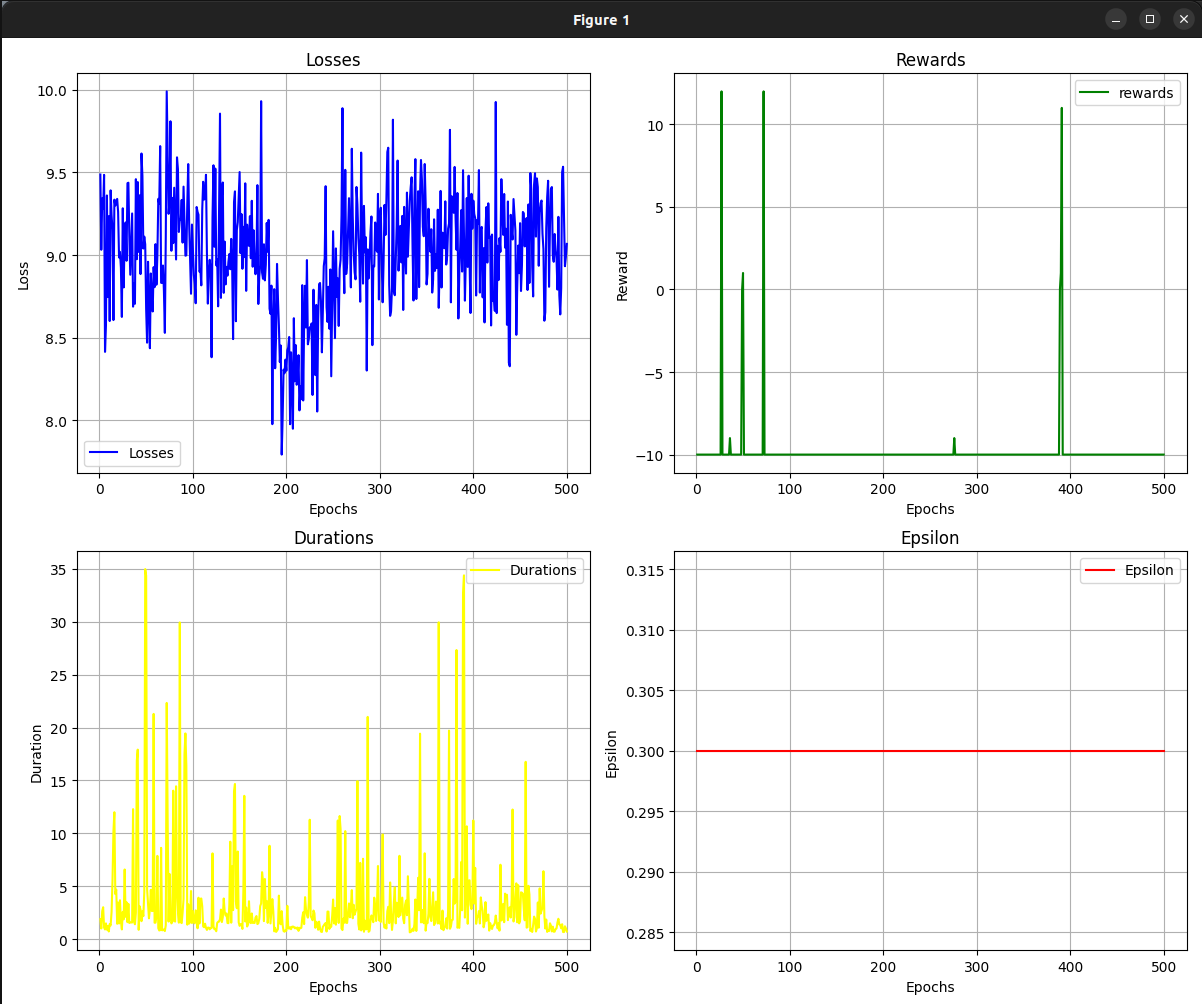 Figure 1
Losses
10.0
9.5
9.0
8.5
8.0
Loss
Losses
0 100 200 300 400 500
Epochs
Rewards
10
5
0
−5
−10
Reward
rewards
0 100 200 300 400 500
Epochs
Durations
35
30
25
20
15
10
5
0
Duration
Durations
0 100 200 300 400 500
Epochs
Epsilon
0.315
0.310
0.305
0.300
0.295
0.290
0.285
Epsilon
Epsilon
0 100 200 300 400 500
Epochs